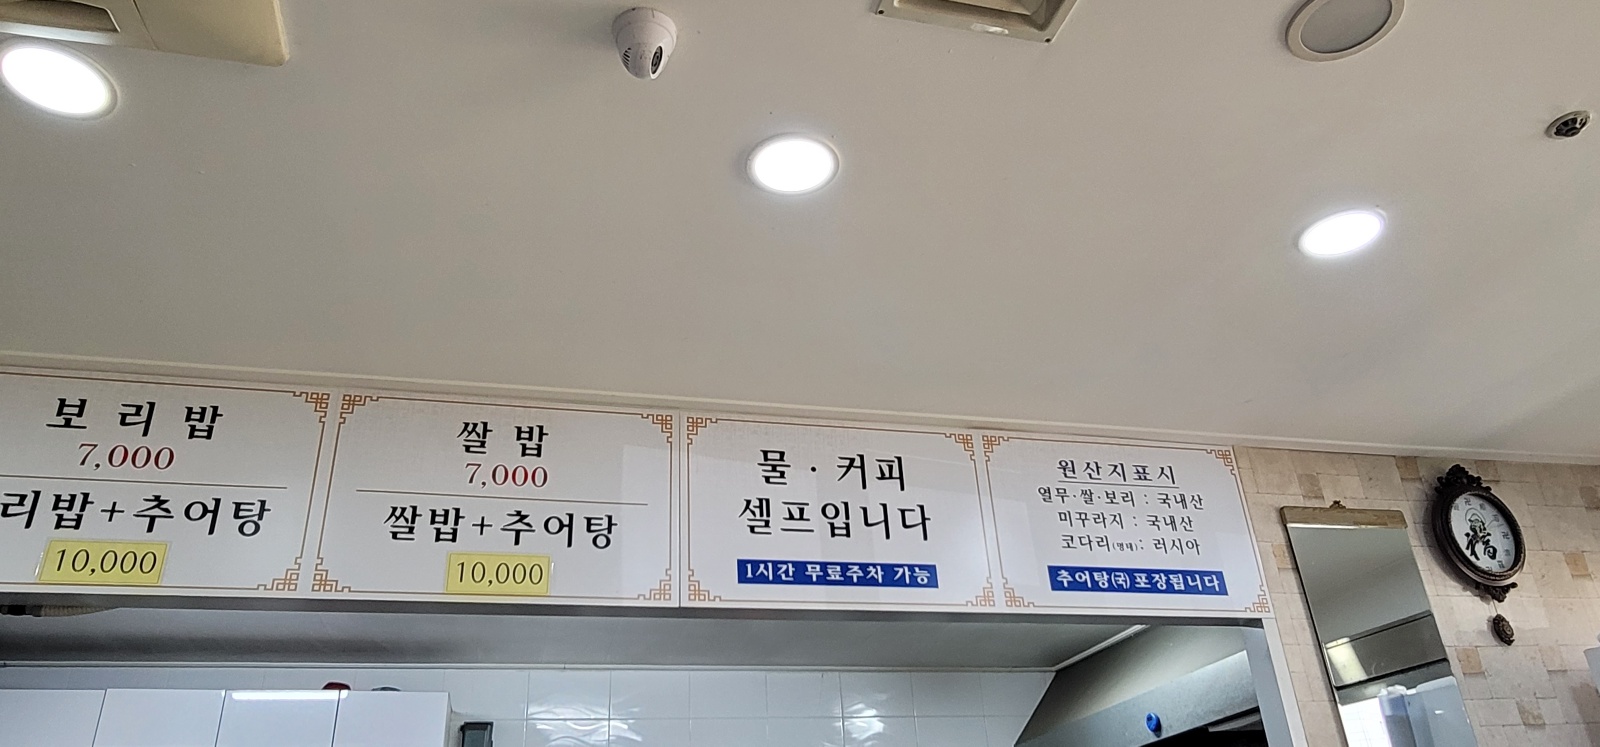 보리밥
7,000
리밥+추어탕
10,000
쌀밥
7,000
쌀밥+추어탕
10,000
물·커피
셀프입니다
1시간 무료주차 가능
원산지표시
열무·쌀·보리 : 국내산
미꾸라지 : 국내산
코다리(명태): 러시아
추어탕(국)포장됩니다
福